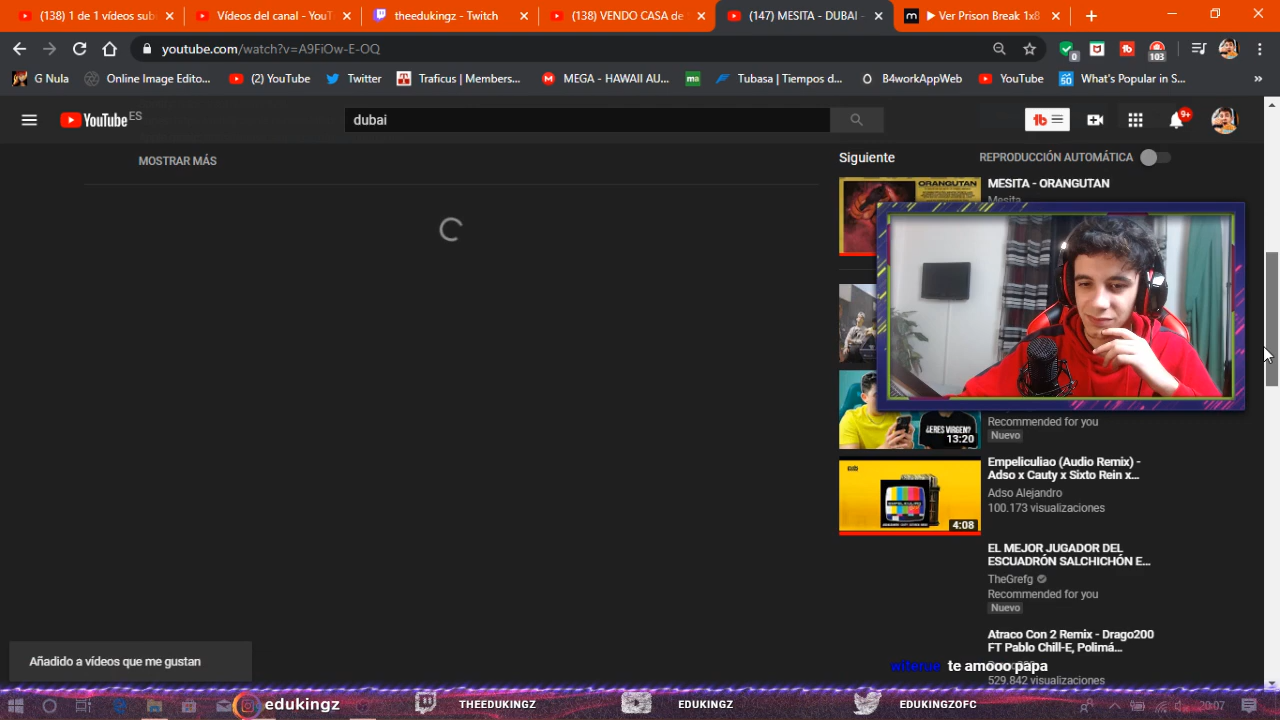 (138) 1 de 1 vídeos sub
Vídeos del canal - YouT
theedukingz - Twitch
(138) VENDO CASA de
(147) MESITA - DUBAI -
Ver Prison Break 1x8
youtube.com/watch?v=A9FiOw-E-OQ
0
103
G Nula
Online Image Edito...
(2) YouTube
Twitter
Traficus | Members...
MEGA - HAWAII AU...
Tubasa | Tiempos d...
B4workAppWeb
YouTube
What's Popular in S...
YouTube ES
dubai
9+
MOSTRAR MÁS
Siguiente
REPRODUCCIÓN AUTOMÁTICA
ORANGUTAN
MESITA - ORANGUTAN
Mesita
¿ERES VIRGEN?
13:20
Recommended for you
Nuevo
4:08
Empeliculiao (Audio Remix) -
Adso x Cauty x Sixto Rein x...
Adso Alejandro
100.173 visualizaciones
EL MEJOR JUGADOR DEL
ESCUADRÓN SALCHICHÓN E...
TheGrefg
Recommended for you
Nuevo
Atraco Con 2 Remix - Drago200
FT Pablo Chill-E, Polimá...
529.842 visualizaciones
Añadido a vídeos que me gustan
te amooo papa
edukingz
THEEDUKINGZ
EDUKINGZ
EDUKINGZOFC
20:07